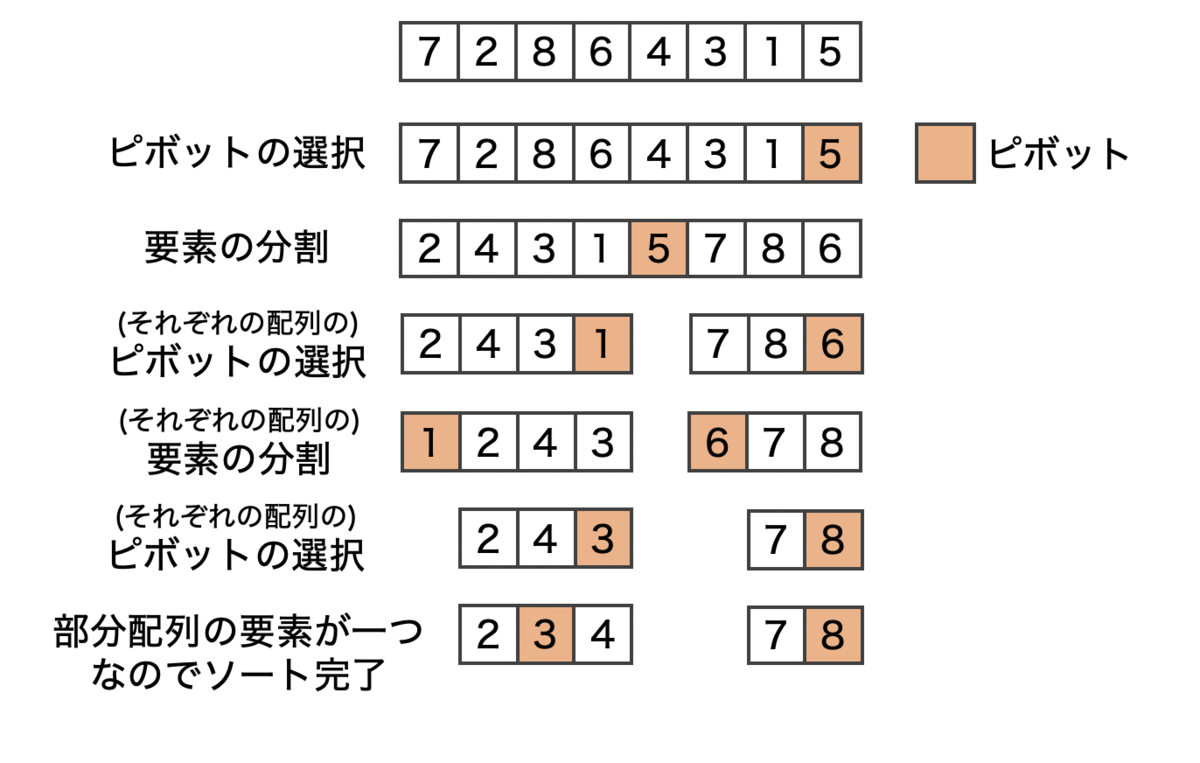 7 2 8 6 4 3 1 5
ピボットの選択 7 2 8 6 4 3 1 5 ピボット
要素の分割 2 4 3 1 5 7 8 6
(それぞれの配列の)
ピボットの選択 2 4 3 1 7 8 6
(それぞれの配列の)
要素の分割 1 2 4 3 6 7 8
(それぞれの配列の)
ピボットの選択 2 4 3 7 8
部分配列の要素が一つ
なのでソート完了 2 3 4 7 8